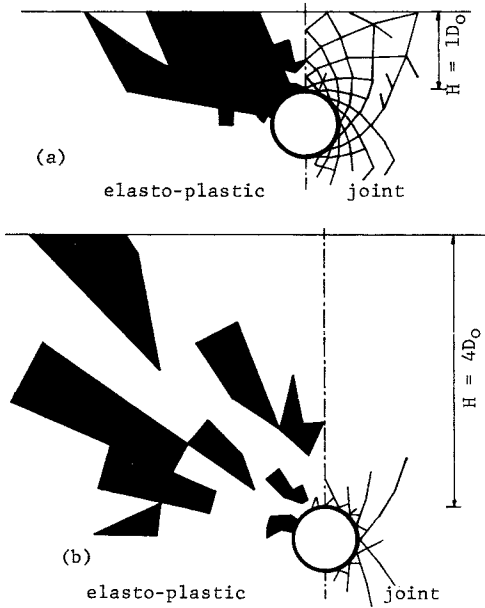 H = 1D₀
(a)
elasto-plastic joint
H = 4D₀
(b)
elasto-plastic joint